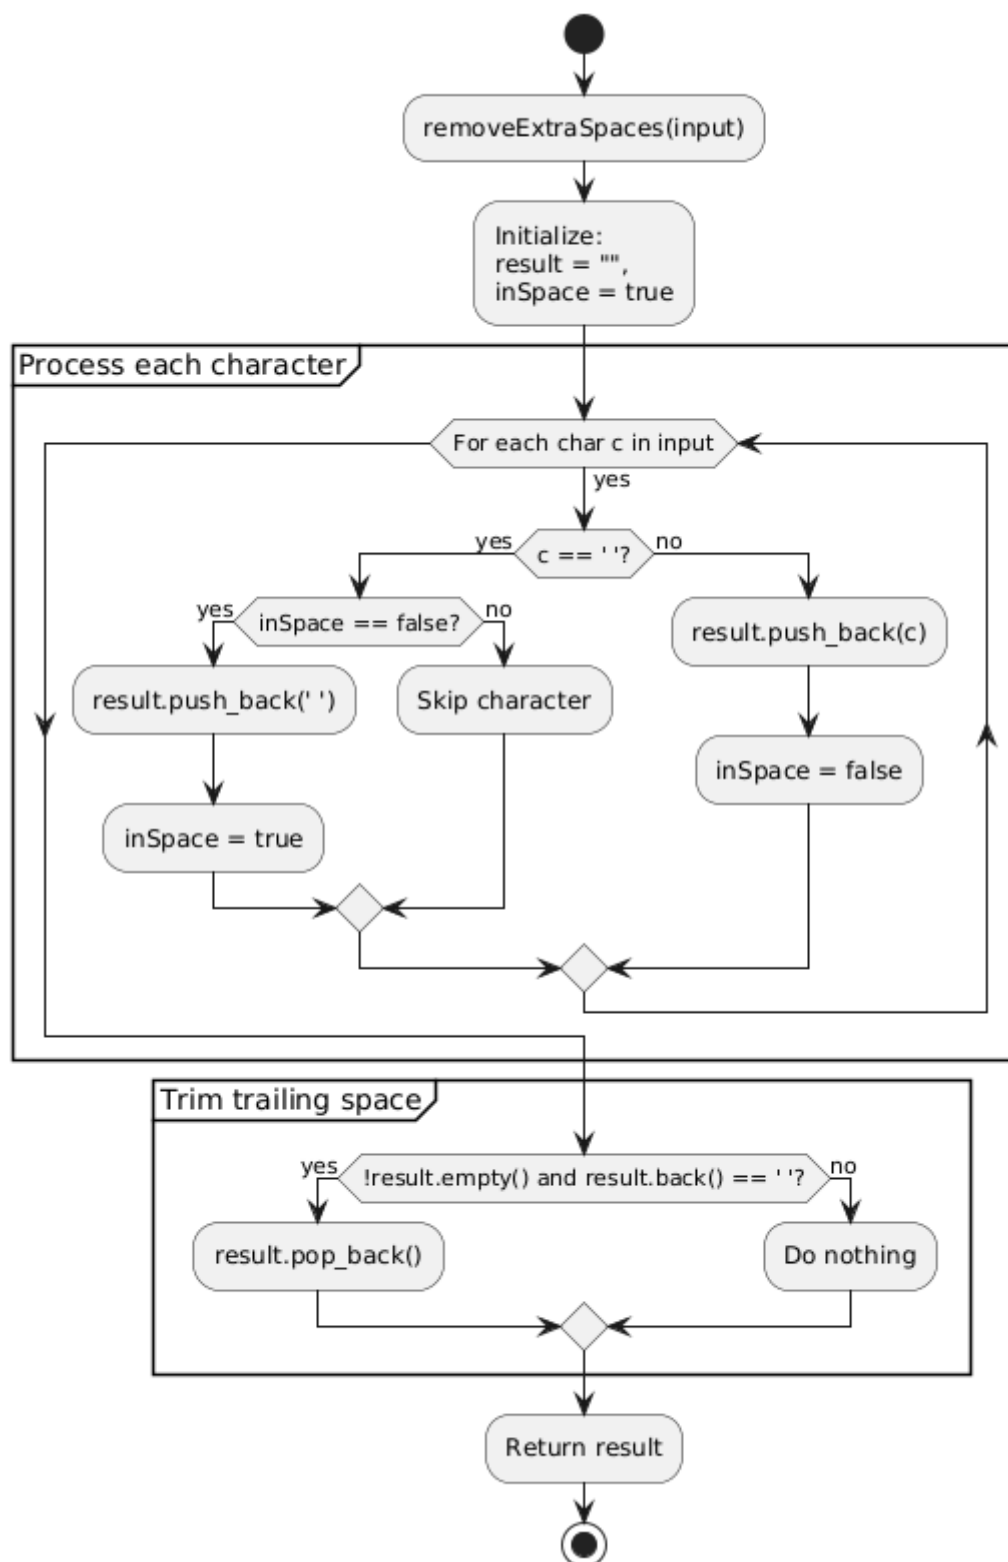 removeExtraSpaces(input)
Initialize:
result = "",
inSpace = true
Process each character
For each char c in input
yes
yes
c == ' '?
no
yes
inSpace == false?
no
result.push_back(c)
result.push_back(' ')
Skip character
inSpace = false
inSpace = true
Trim trailing space
yes
!result.empty() and result.back() == ' '?
no
result.pop_back()
Do nothing
Return result